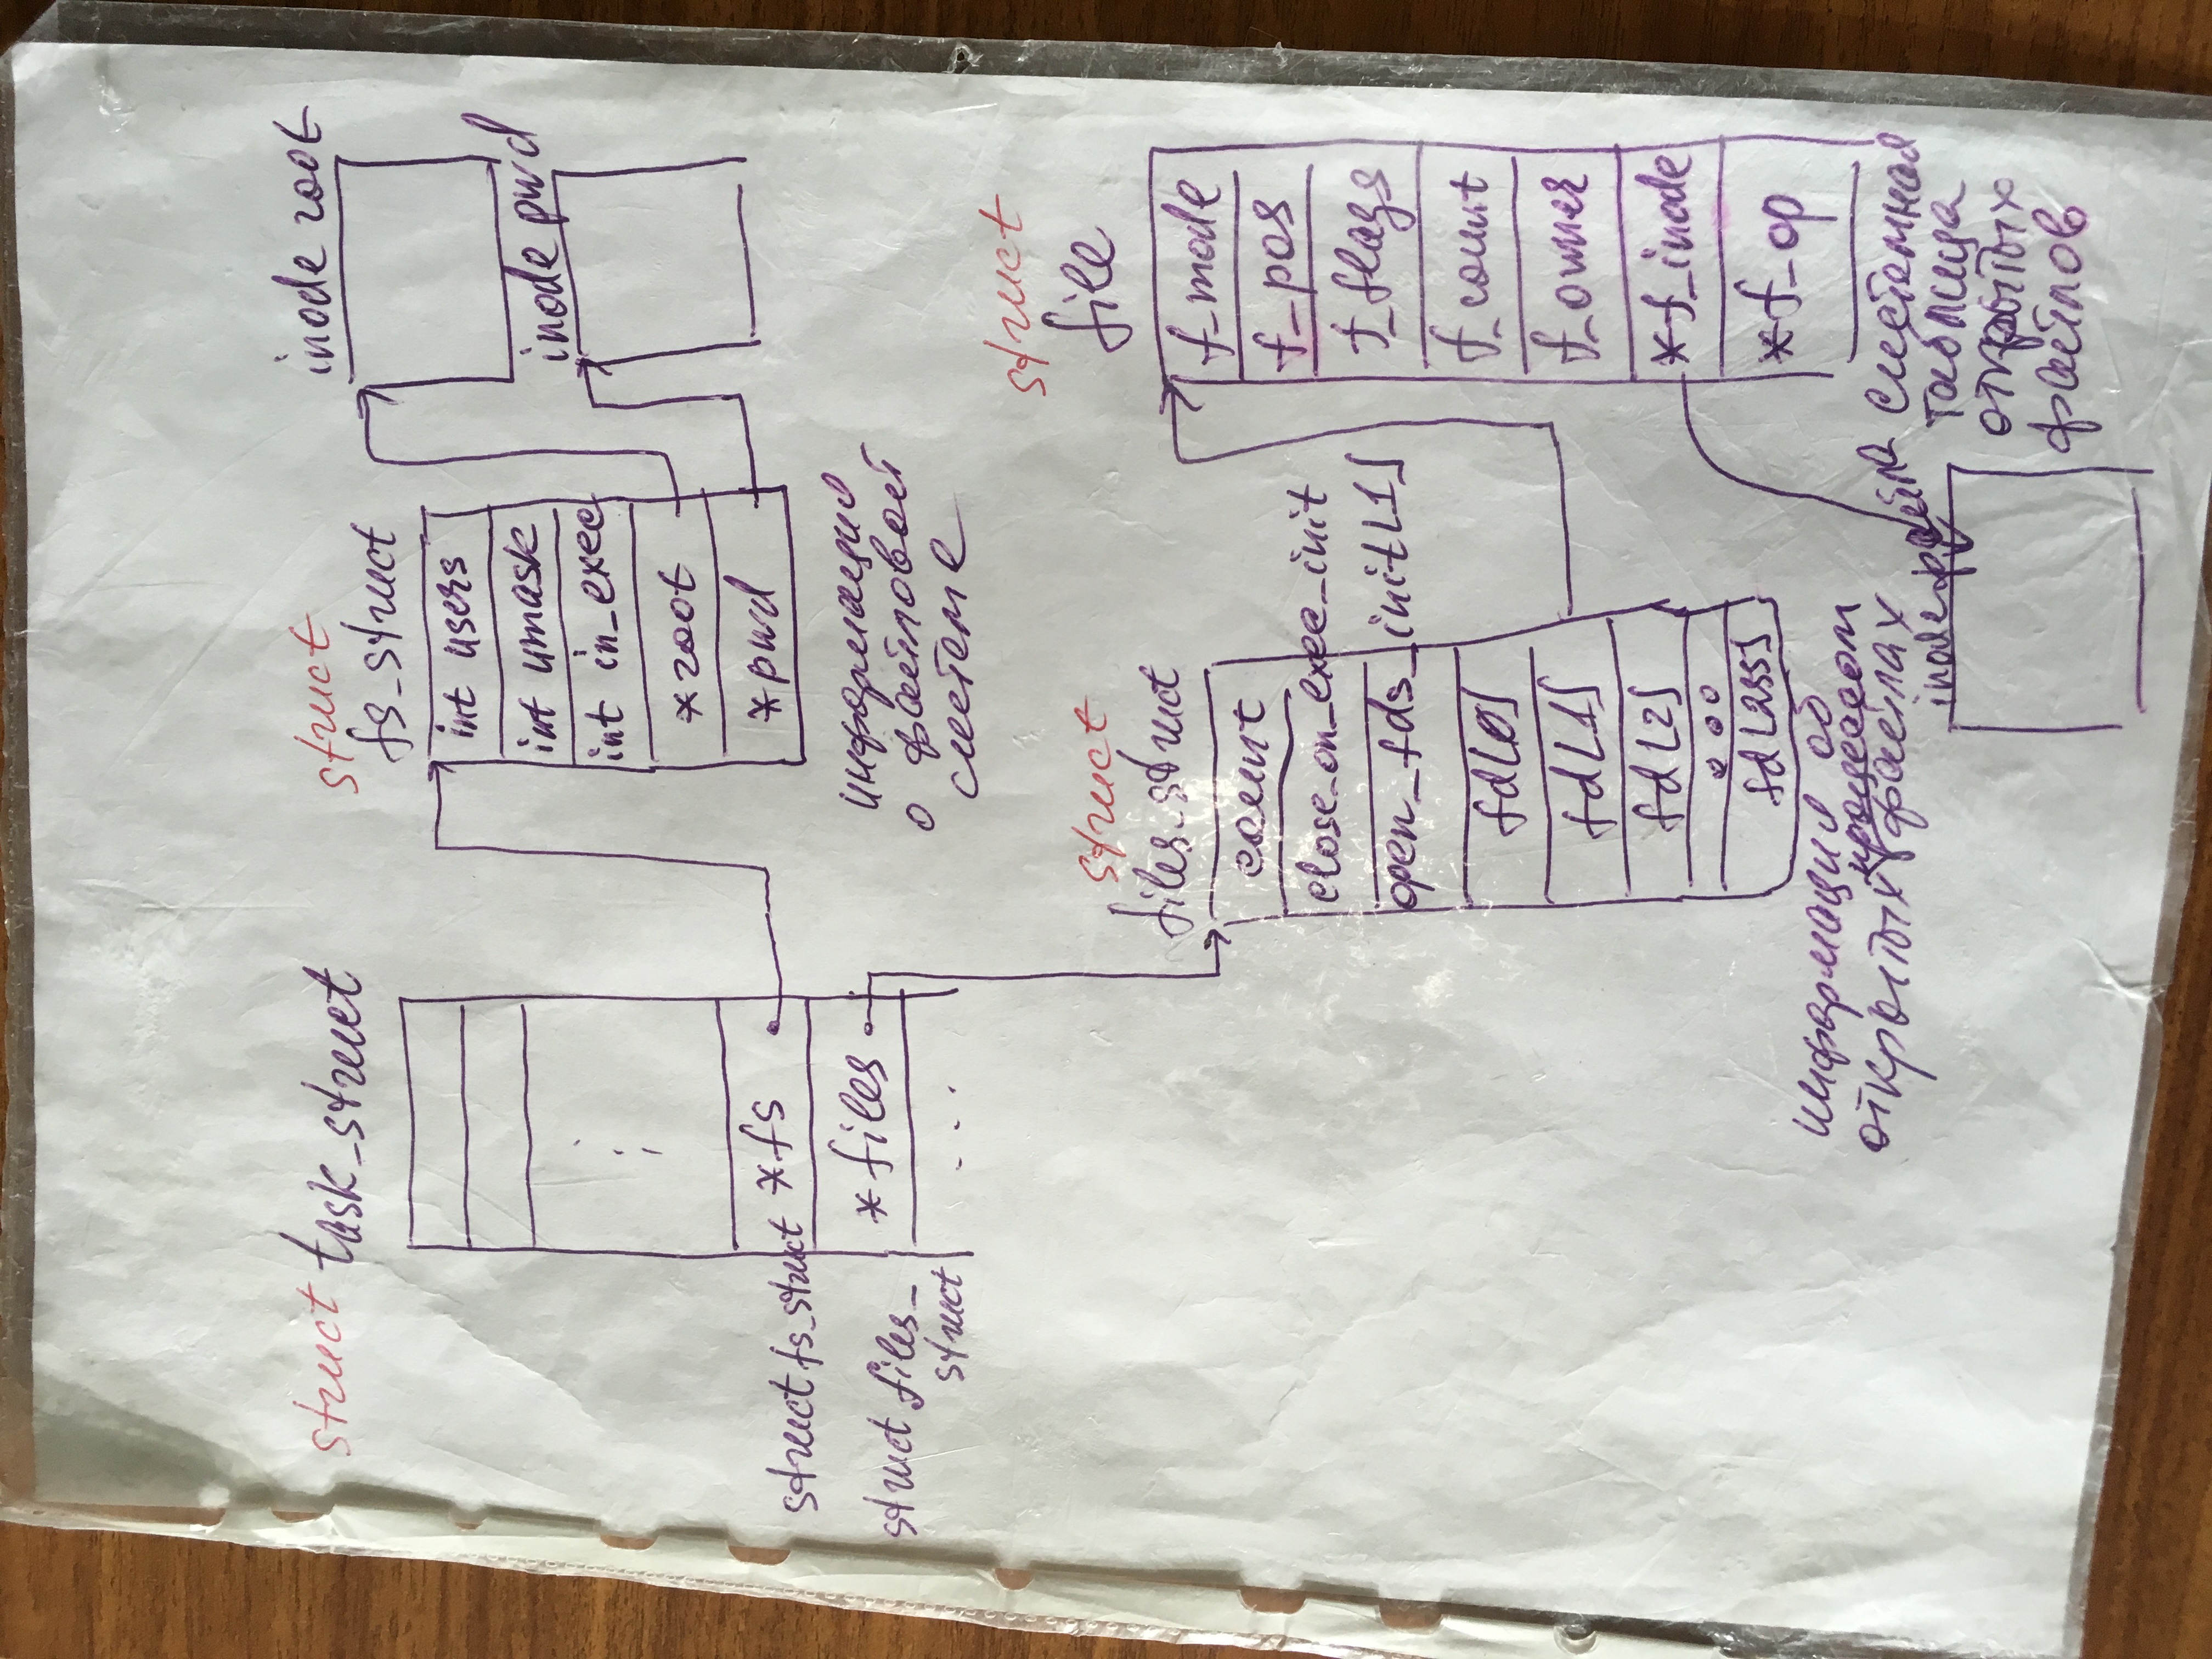 struct task_struct
struct fs_struct *fs
struct files_
struct
*files
struct
fs_struct
int users
int umask
int in_exec
*root
*pwd
информация
о файловой
системе
inode root
inode pwd
struct
files_struct
count
close_on_exec_init
open_fds_init[1]
fd[0]
fd[1]
fd[2]
fd[255]
информация об
открытых процессом
файлах
struct
file
f_mode
f_pos
f_flags
f_count
f_owner
*f_inode
*f_op
системная
таблица
открытых
файлов
inode файла